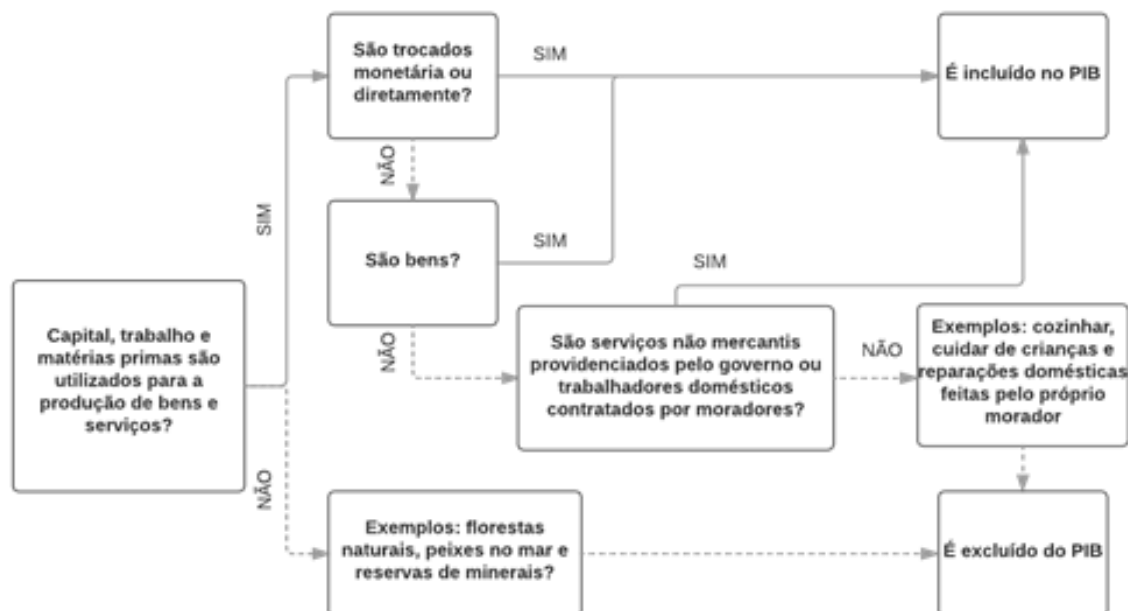 São trocados
monetária ou
diretamente?
SIM
É incluído no PIB
NÃO
SIM
São bens?
SIM
SIM
Capital, trabalho e
matérias primas são
utilizados para a
produção de bens e
serviços?
NÃO
São serviços não mercantis
providenciados pelo governo ou
trabalhadores domésticos
contratados por moradores?
NÃO
Exemplos: cozinhar,
cuidar de crianças e
reparações domésticas
feitas pelo próprio
morador
NÃO
Exemplos: florestas
naturais, peixes no mar e
reservas de minerais?
É excluído do PIB